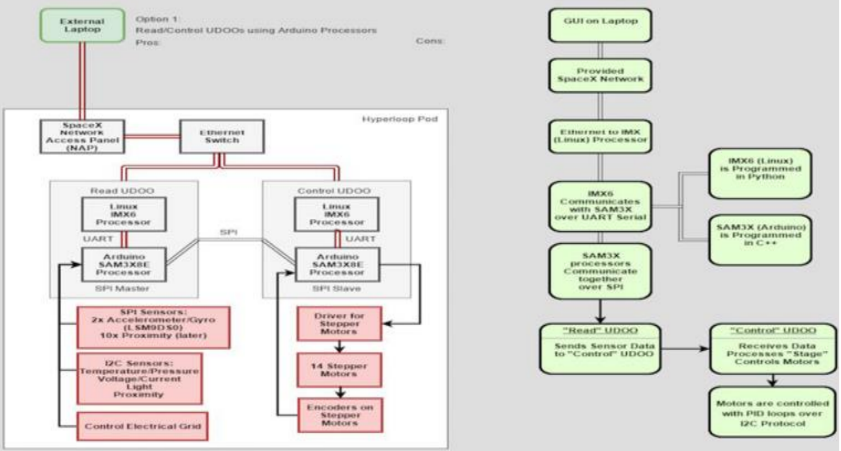 External
Laptop
Option 1:
Read/Control UDOOs using Arduino Processors
Pros:
Cons:
Hyperloop Pod
SpaceX
Network
Access Panel
(NAP)
Ethernet
Switch
Read UDOO
Linux
IMX6
Processor
UART
Arduino
SAM3X8E
Processor
SPI Master
SPI
Control UDOO
Linux
IMX6
Processor
UART
Arduino
SAM3X8E
Processor
SPI Slave
SPI Sensors:
2x Accelerometer/Gyro
(LSM9DS0)
10x Proximity (later)
I2C Sensors:
Temperature/Pressure
Voltage/Current
Light
Proximity
Control Electrical Grid
Driver for
Stepper
Motors
14 Stepper
Motors
Encoders on
Stepper
Motors
GUI on Laptop
Provided
SpaceX Network
Ethernet to IMX
(Linux) Processor
IMX6
Communicates
with SAM3X
over UART Serial
IMX6 (Linux)
is Programmed
in Python
SAM3X (Arduino)
is Programmed
in C++
SAM3X
processors
Communicate
together
over SPI
"Read" UDOO
Sends Sensor Data
to "Control" UDOO
"Control" UDOO
Receives Data
Processes "Stage"
Controls Motors
Motors are controlled
with PID loops over
I2C Protocol